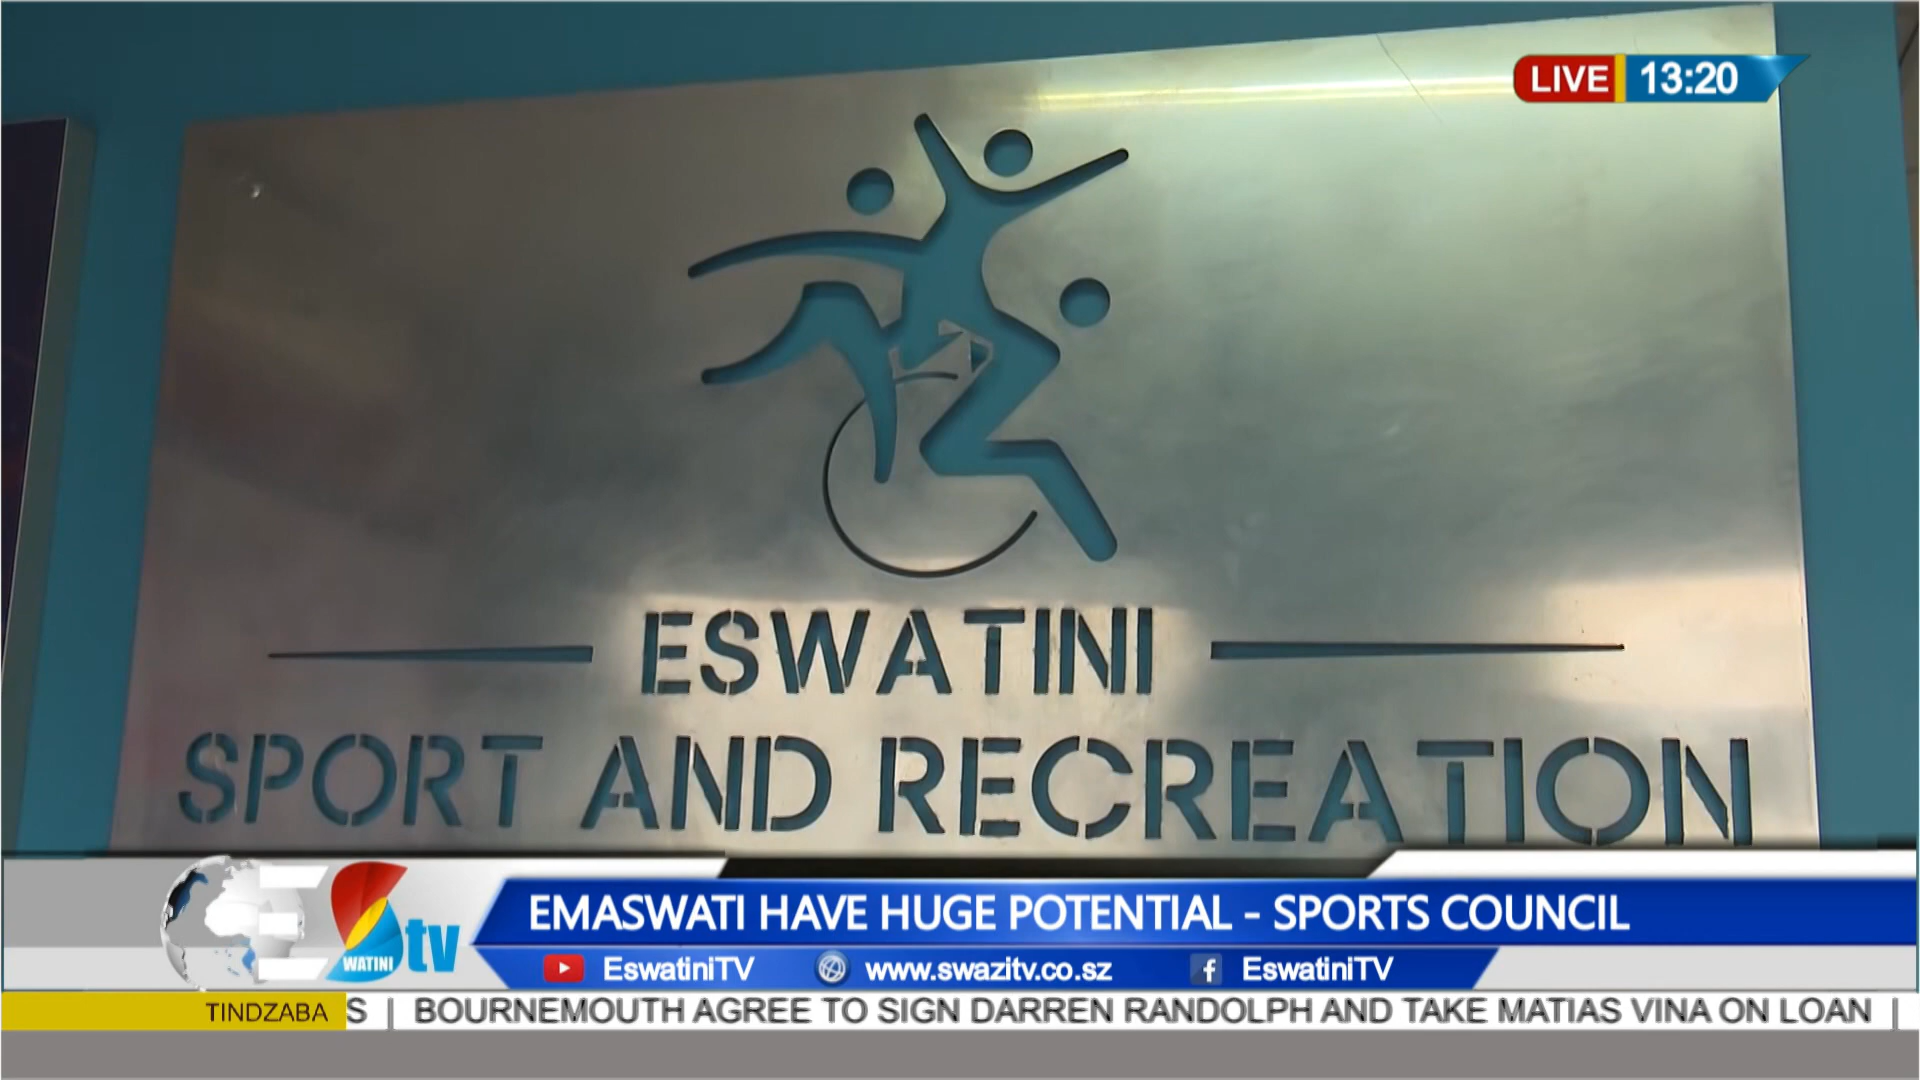 LIVE 13:20
ESWATINI
SPORT AND RECREATION
ES WATINI tv
EMASWATI HAVE HUGE POTENTIAL - SPORTS COUNCIL
EswatiniTV www.swazitv.co.sz EswatiniTV
TINDZABA S | BOURNEMOUTH AGREE TO SIGN DARREN RANDOLPH AND TAKE MATIAS VINA ON LOAN |